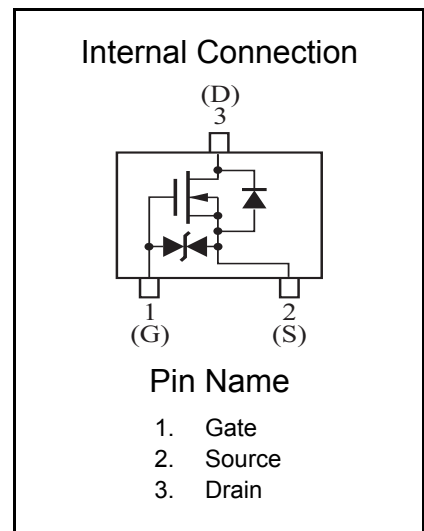 Internal Connection
(D)
3
1 2
(G) (S)
Pin Name
1. Gate
2. Source
3. Drain